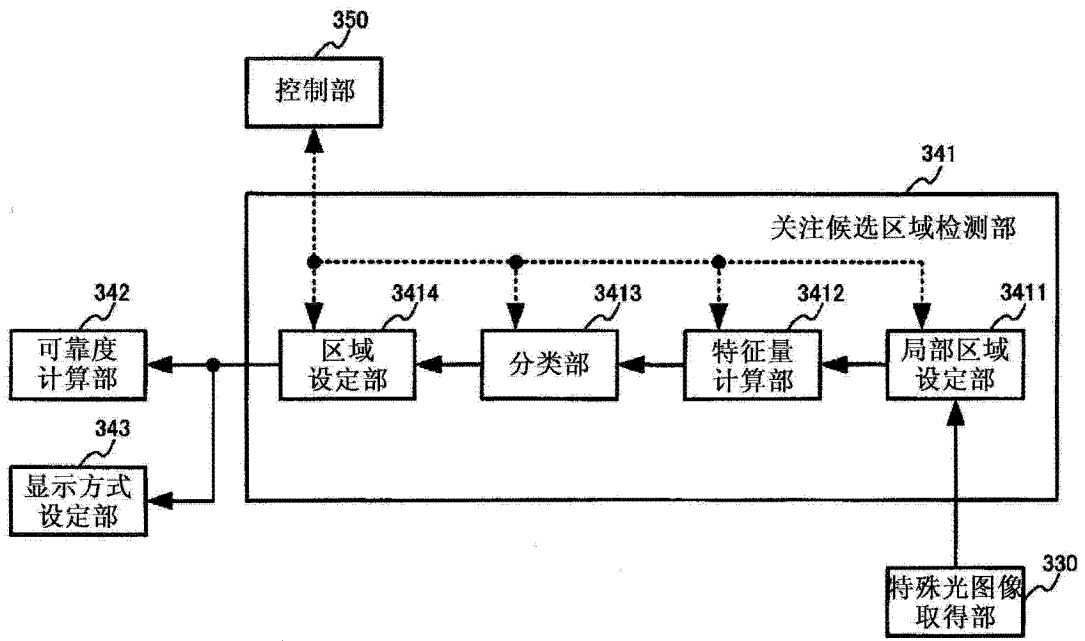 350
控制部
341
关注候选区域检测部
342
可靠度
计算部
3414
区域
设定部
3413
分类部
3412
特征量
计算部
3411
局部区域
设定部
343
显示方式
设定部
330
特殊光图像
取得部